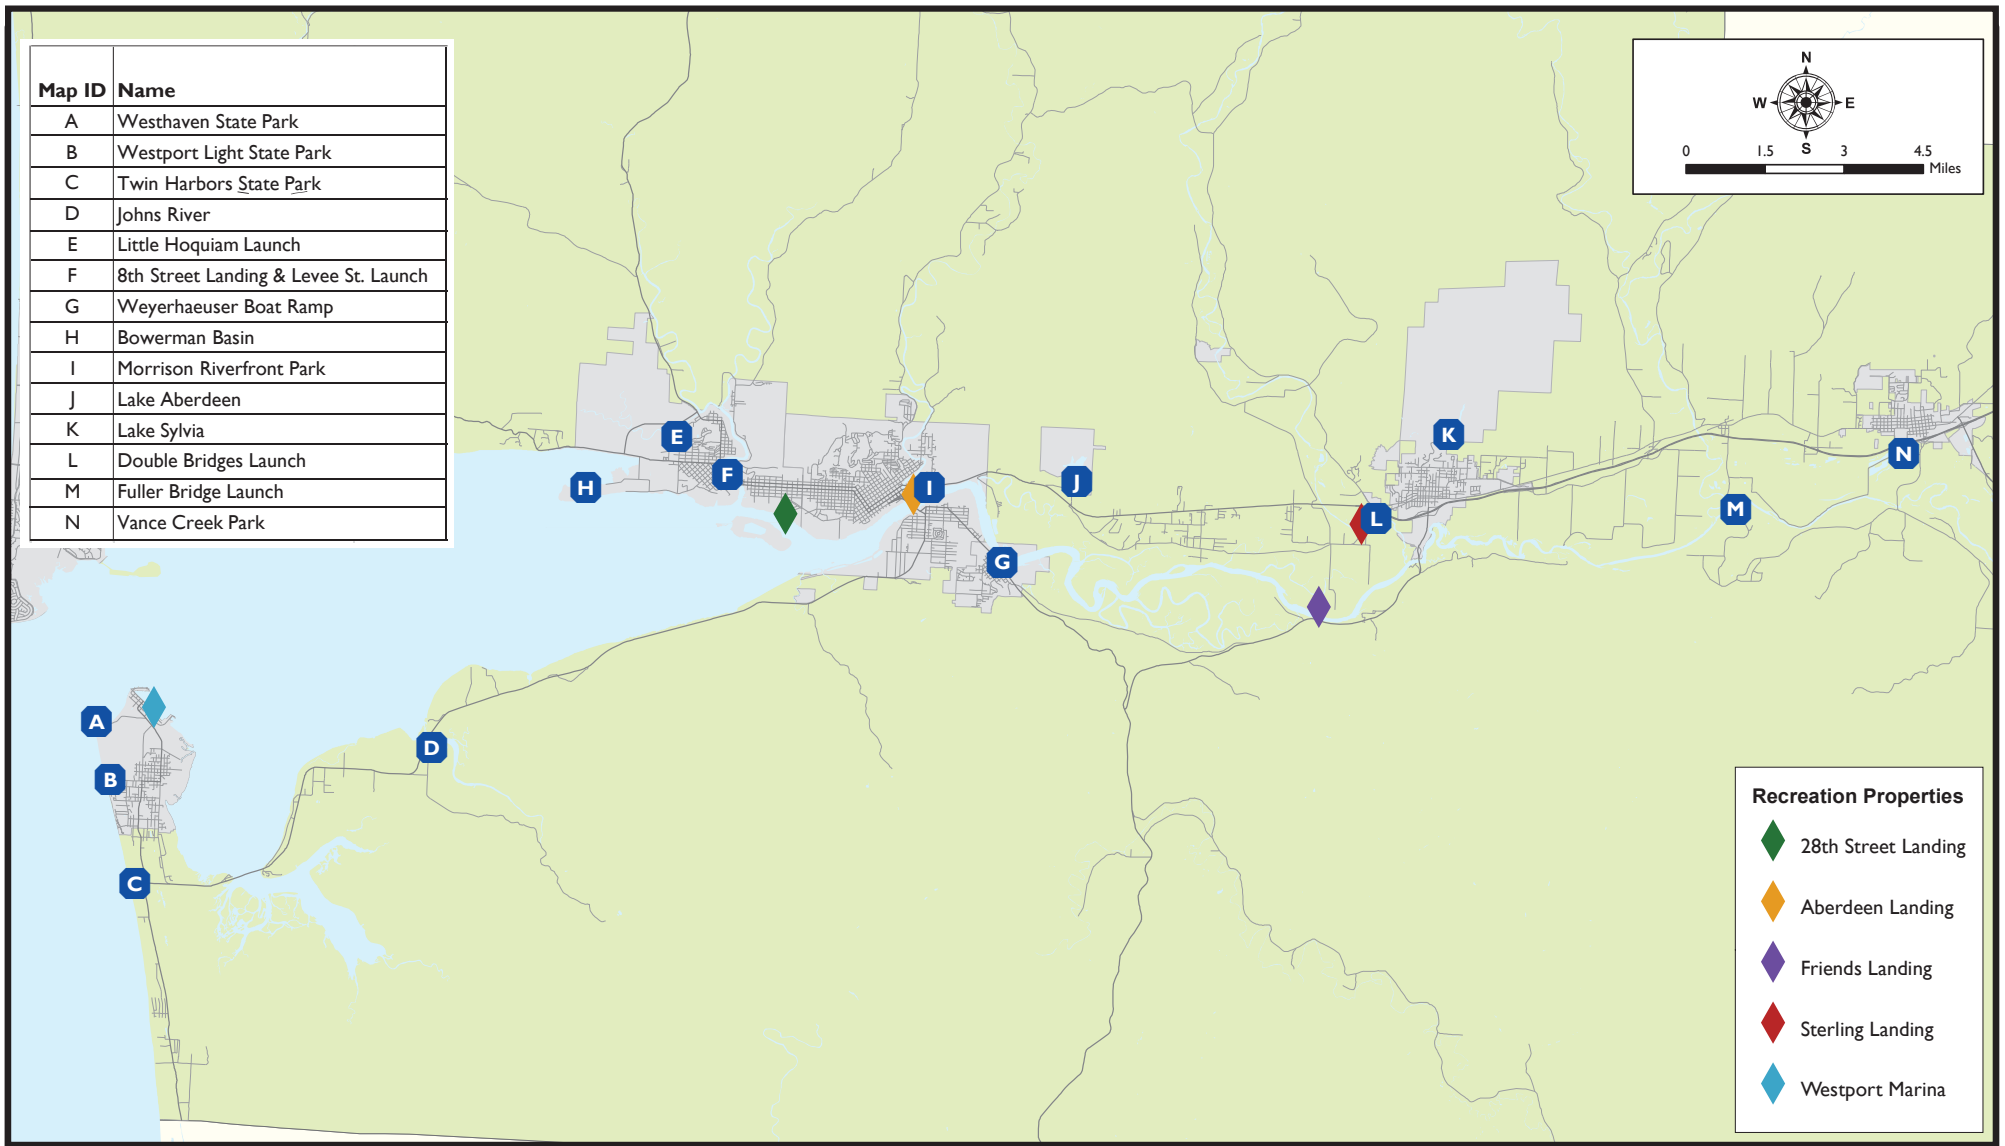 Map ID Name
A Westhaven State Park
B Westport Light State Park
C Twin Harbors State Park
D Johns River
E Little Hoquiam Launch
F 8th Street Landing & Levee St. Launch
G Weyerhaeuser Boat Ramp
H Bowerman Basin
I Morrison Riverfront Park
J Lake Aberdeen
K Lake Sylvia
L Double Bridges Launch
M Fuller Bridge Launch
N Vance Creek Park
N
W E
S
0 1.5 3 4.5
Miles
E
K
F
N
H
I
J
M
L
G
A
D
B
C
Recreation Properties
28th Street Landing
Aberdeen Landing
Friends Landing
Sterling Landing
Westport Marina